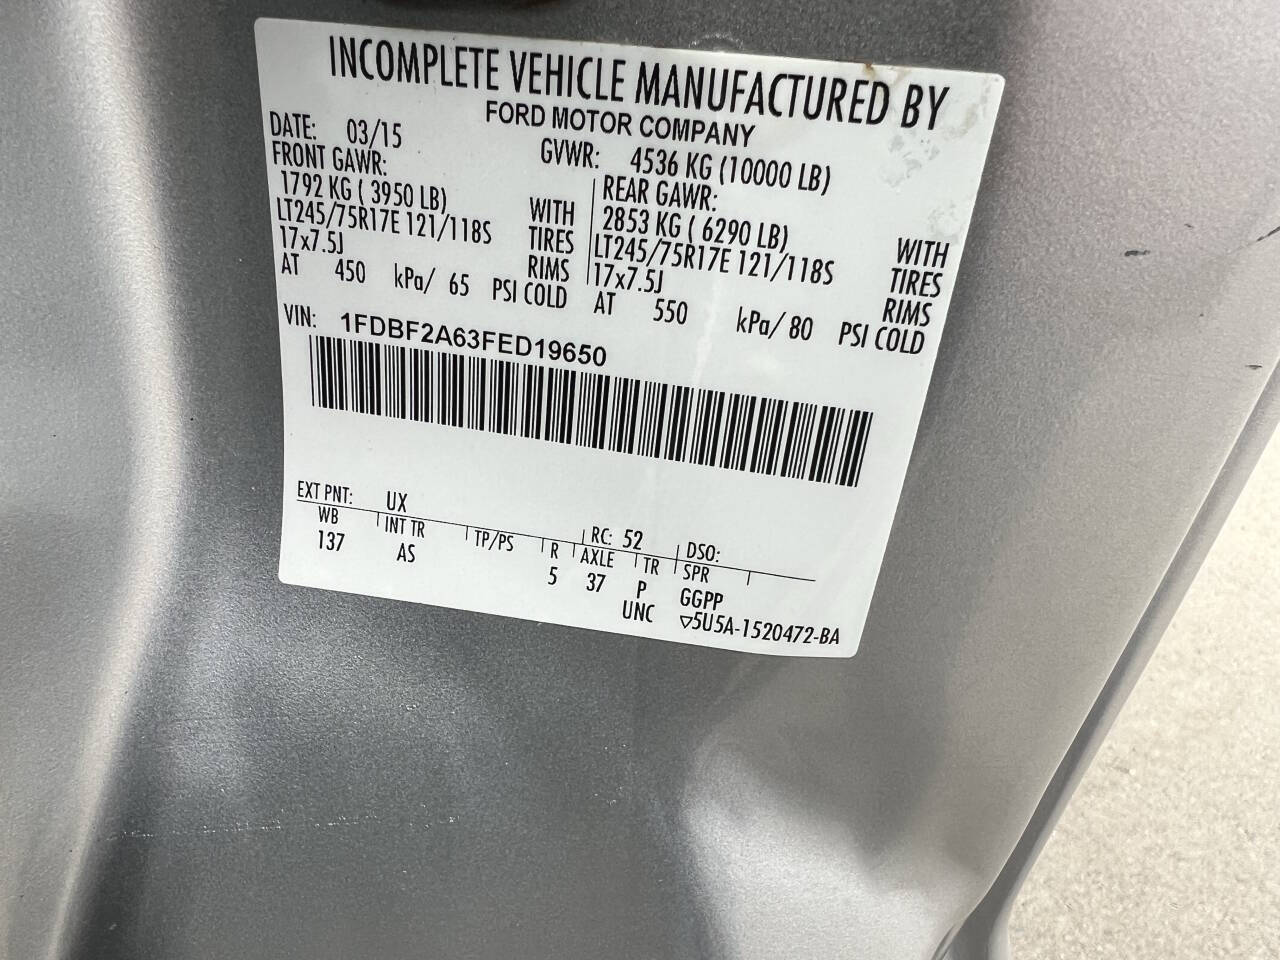 INCOMPLETE VEHICLE MANUFACTURED BY
FORD MOTOR COMPANY
DATE: 03/15 GVWR: 4536 KG (10000 LB)
FRONT GAWR: REAR GAWR:
1792 KG ( 3950 LB) WITH 2853 KG ( 6290 LB) WITH
LT245/75R17E 121/118S TIRES LT245/75R17E 121/118S TIRES
17x7.5J RIMS 17x7.5J RIMS
AT 450 kPa/ 65 PSI COLD AT 550 kPa/ 80 PSI COLD
VIN: 1FDBF2A63FED19650
EXT PNT: UX RC: 52 DSO:
WB INT TR TP/PS R AXLE TR SPR
137 AS 5 37 P GGPP
UNC ▽5U5A-1520472-BA